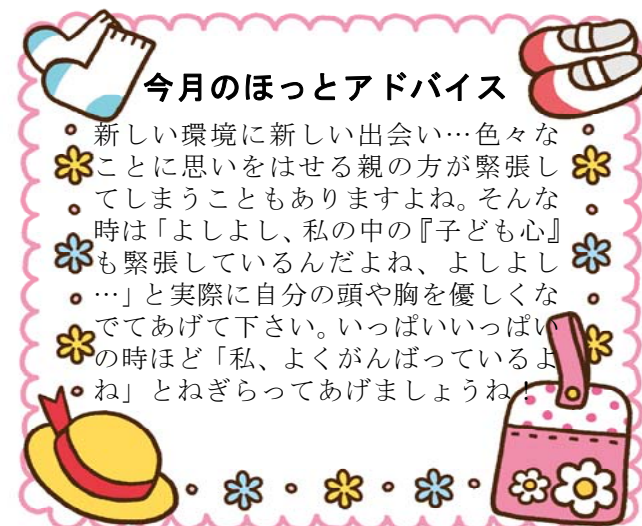 今月のほっとアドバイス
新しい環境に新しい出会い…色々な
ことに思いをはせる親の方が緊張し
てしまうこともありますよね。そんな
時は「よしよし、私の中の『子ども心』
も緊張しているんだよね、よしよし
…」と実際に自分の頭や胸を優しくな
でてあげて下さい。いっぱいいっぱい
の時ほど「私、よくがんばっているよ
ね」とねぎらってあげましょうね！